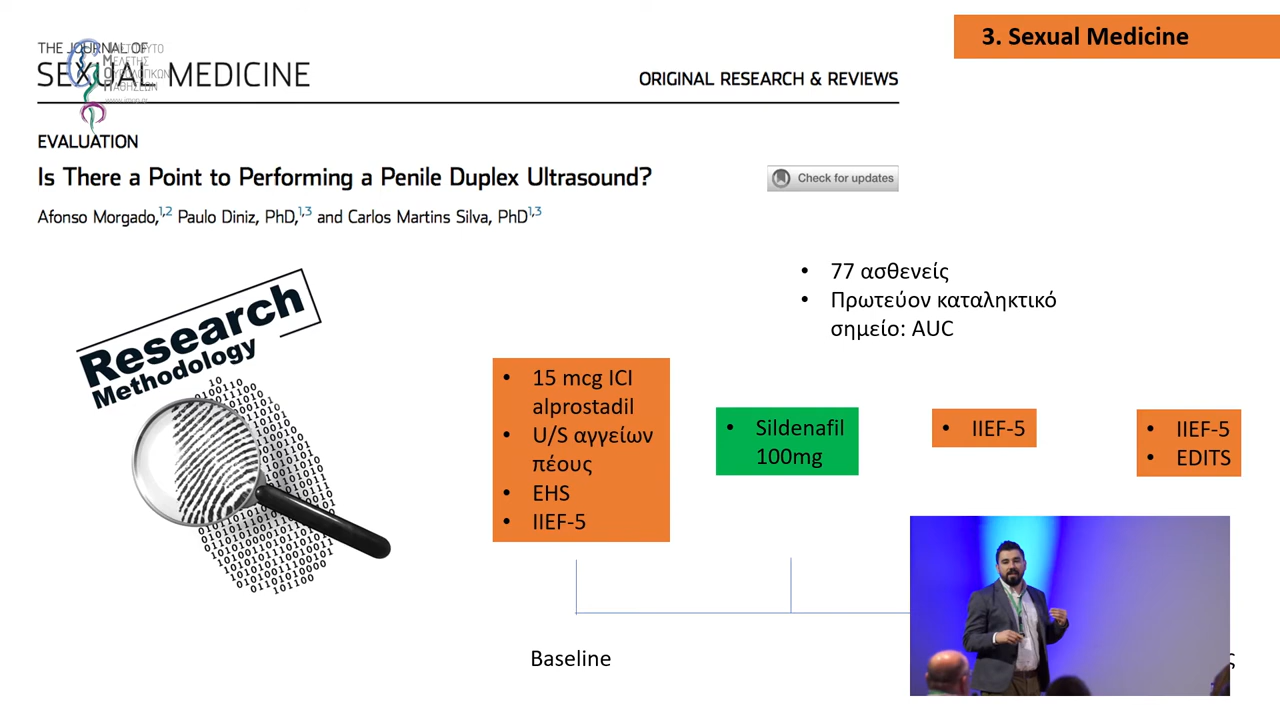 3. Sexual Medicine
THE JOURNAL OF
SEXUAL MEDICINE
ORIGINAL RESEARCH & REVIEWS
ΜΕΛΕΤΗΣ
ΟΥΡΟΛΟΓΙΚΩΝ
ΠΑΘΗΣΕΩΝ
EVALUATION
Is There a Point to Performing a Penile Duplex Ultrasound?
Check for updates
Afonso Morgado,1,2 Paulo Diniz, PhD,1,3 and Carlos Martins Silva, PhD1,3
Research
Methodology
• 77 ασθενείς
• Πρωτεύον καταληκτικό
σημείο: AUC
• 15 mcg ICI
alprostadil
• U/S αγγείων
πέους
• EHS
• IIEF-5
• Sildenafil
100mg
• IIEF-5
• IIEF-5
• EDITS
Baseline